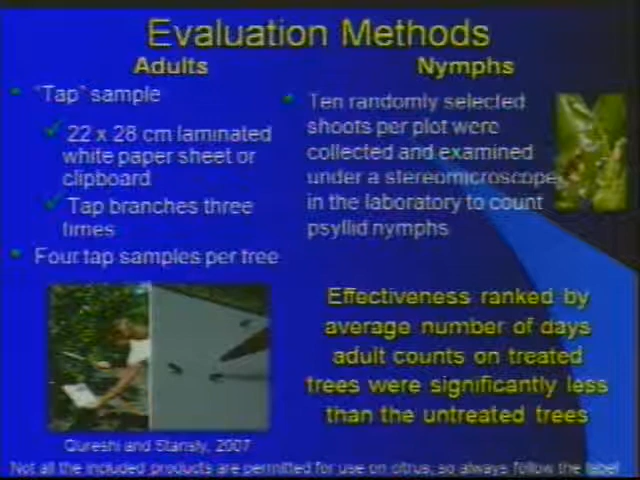 Evaluation Methods
Adults
"Tap" sample
22 x 28 cm laminated
white paper sheet or
clipboard
Tap branches three
times
Four tap samples per tree
Qureshi and Stansly, 2007
Nymphs
Ten randomly selected
shoots per plot were
collected and examined
under a stereomicroscope
in the laboratory to count
psyllid nymphs
Effectiveness ranked by
average number of days
adult counts on treated
trees were significantly less
than the untreated trees
Not all the included products are permitted for use on citrus, so always follow the label